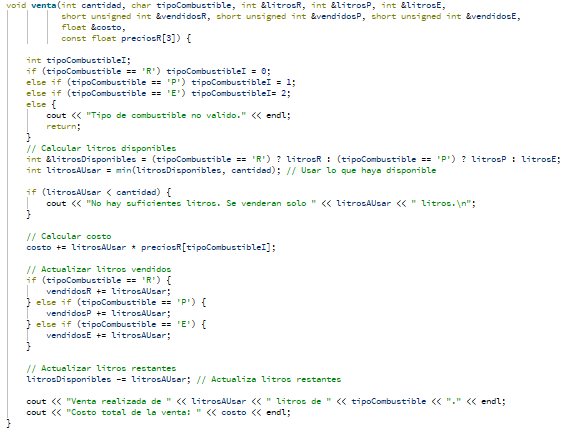 void venta(int cantidad, char tipoCombustible, int &litrosR, int &litrosP, int &litrosE,
short unsigned int &vendidosR, short unsigned int &vendidosP, short unsigned int &vendidosE,
float &costo,
const float preciosR[3]) {
int tipoCombustibleI;
if (tipoCombustible == 'R') tipoCombustibleI = 0;
else if (tipoCombustible == 'P') tipoCombustibleI = 1;
else if (tipoCombustible == 'E') tipoCombustibleI= 2;
else {
cout << "Tipo de combustible no valido." << endl;
return;
}
// Calcular litros disponibles
int &litrosDisponibles = (tipoCombustible == 'R') ? litrosR : (tipoCombustible == 'P') ? litrosP : litrosE;
int litrosAUsar = min(litrosDisponibles, cantidad); // Usar lo que haya disponible
if (litrosAUsar < cantidad) {
cout << "No hay suficientes litros. Se venderan solo " << litrosAUsar << " litros.\n";
}
// Calcular costo
costo += litrosAUsar * preciosR[tipoCombustibleI];
// Actualizar litros vendidos
if (tipoCombustible == 'R') {
vendidosR += litrosAUsar;
} else if (tipoCombustible == 'P') {
vendidosP += litrosAUsar;
} else if (tipoCombustible == 'E') {
vendidosE += litrosAUsar;
}
// Actualizar litros restantes
litrosDisponibles -= litrosAUsar; // Actualiza litros restantes
cout << "Venta realizada de " << litrosAUsar << " litros de " << tipoCombustible << "." << endl;
cout << "Costo total de la venta: " << costo << endl;
}